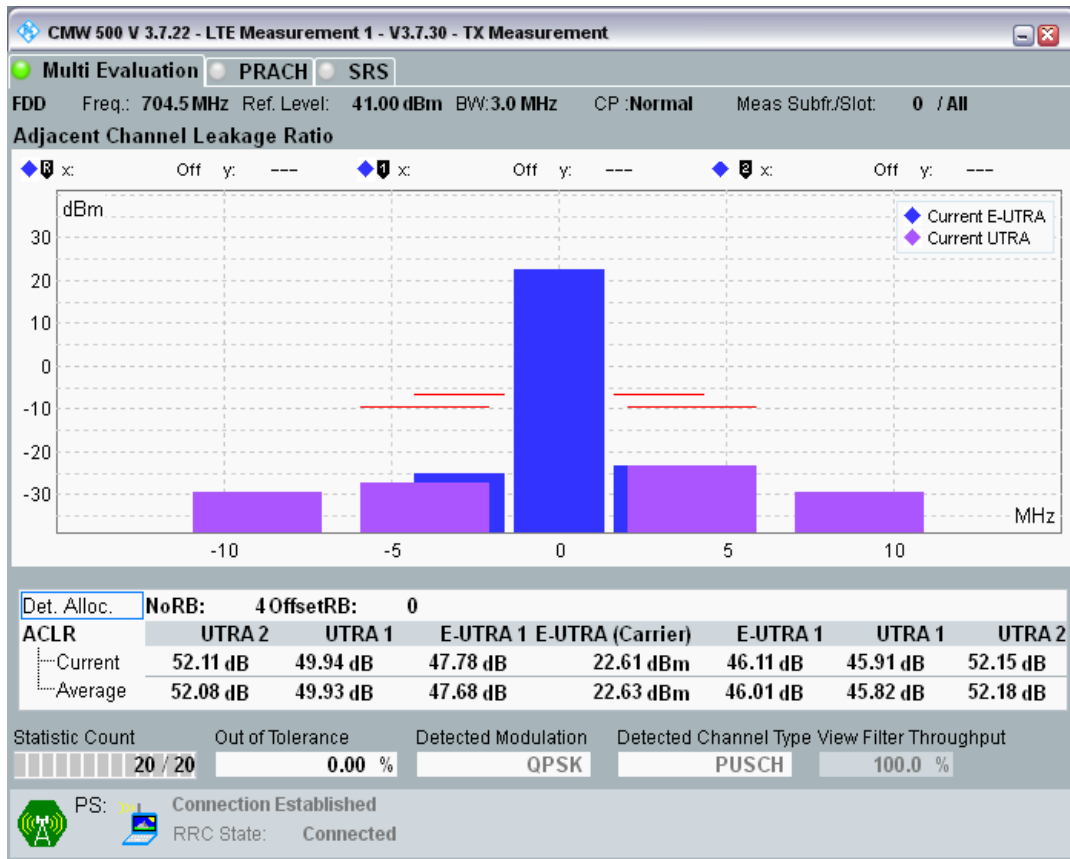 CMW 500 V 3.7.22 - LTE Measurement 1 - V3.7.30 - TX Measurement
Multi Evaluation PRACH SRS
FDD Freq.: 704.5 MHz Ref. Level: 41.00 dBm BW: 3.0 MHz CP :Normal Meas Subfr./Slot: 0 / All
Adjacent Channel Leakage Ratio
R x: Off y: --- 1 x: Off y: --- 2 x: Off y: ---
dBm
Current E-UTRA
Current UTRA
30
20
10
0
-10
-20
-30
MHz
-10 -5 0 5 10
Det. Alloc. NoRB: 4 OffsetRB: 0
ACLR UTRA 2 UTRA 1 E-UTRA 1 E-UTRA (Carrier) E-UTRA 1 UTRA 1 UTRA 2
Current 52.11 dB 49.94 dB 47.78 dB 22.61 dBm 46.11 dB 45.91 dB 52.15 dB
Average 52.08 dB 49.93 dB 47.68 dB 22.63 dBm 46.01 dB 45.82 dB 52.18 dB
Statistic Count Out of Tolerance Detected Modulation Detected Channel Type View Filter Throughput
20 / 20 0.00 % QPSK PUSCH 100.0 %
PS: Connection Established
RRC State: Connected